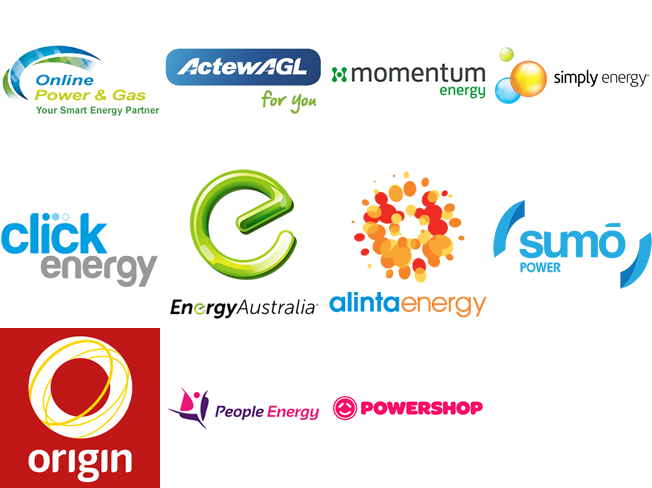 Online
Power & Gas
Your Smart Energy Partner
ActewAGL
for you
momentum
energy
simply energy
click
energy
EnergyAustralia
alintaenergy
sumō
POWER
origin
People Energy
POWERSHOP